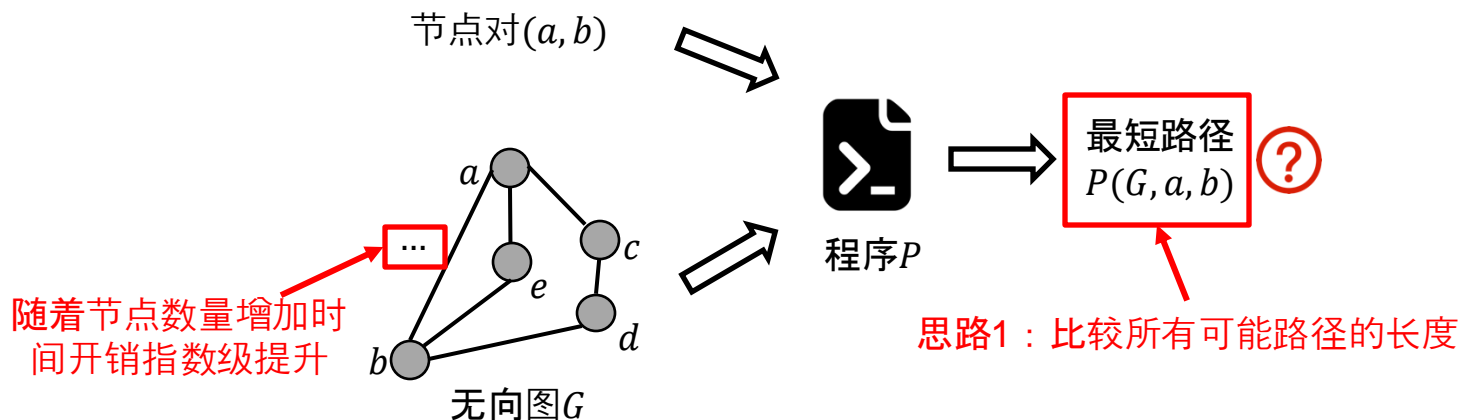 节点对(a, b)
a
...
c
e
d
b
无向图G
随着节点数量增加时
间开销指数级提升
程序P
最短路径
P(G, a, b)
?
思路1：比较所有可能路径的长度